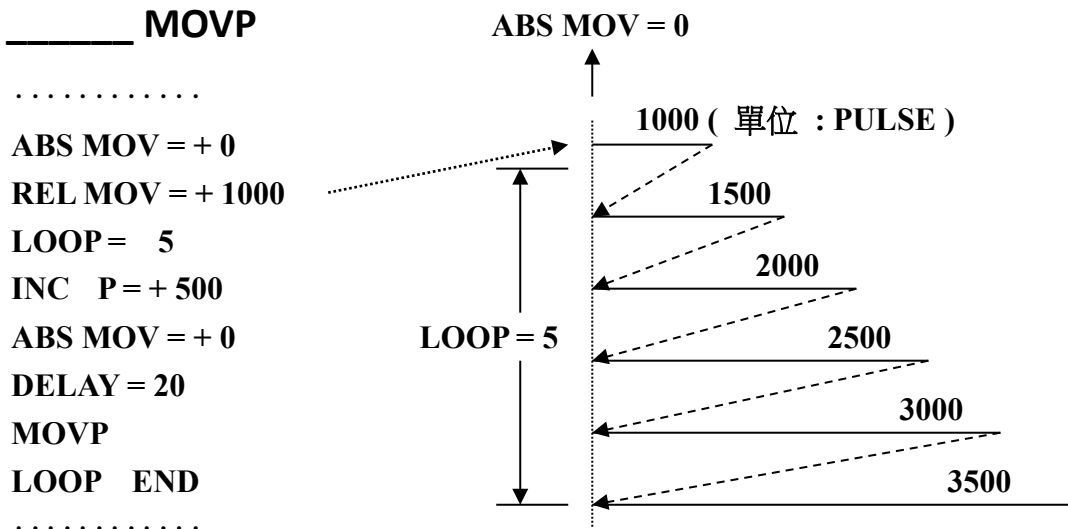 ______ MOVP
............
ABS MOV = + 0
REL MOV = + 1000
LOOP = 5
INC P = + 500
ABS MOV = + 0
DELAY = 20
MOVP
LOOP END
............
ABS MOV = 0
1000 ( 單位 : PULSE )
1500
2000
LOOP = 5
2500
3000
3500